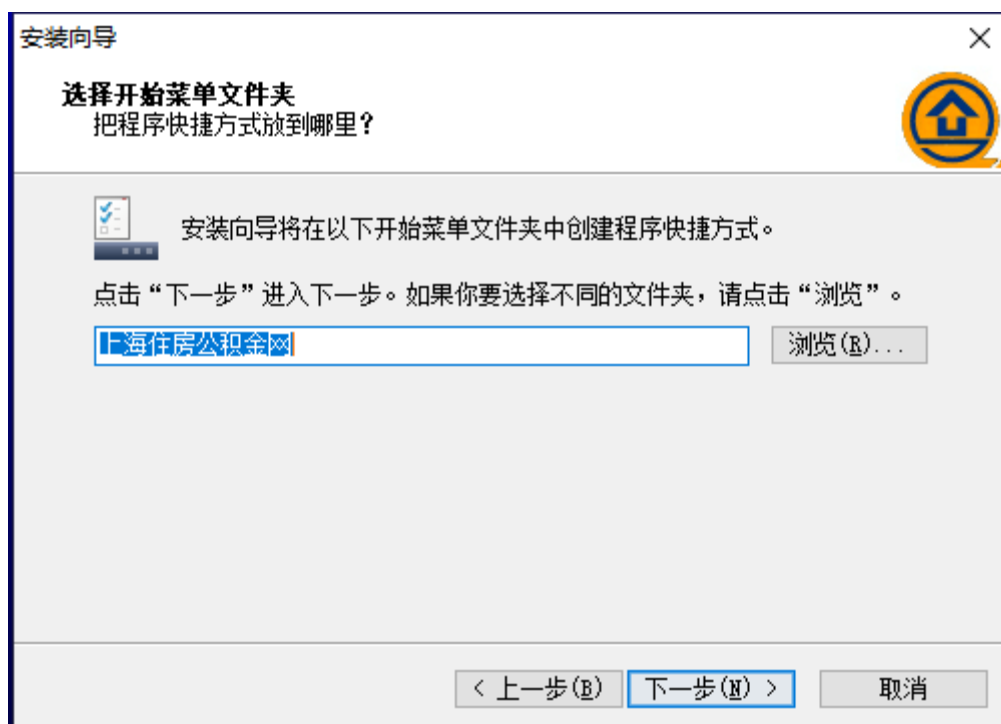 安装向导
选择开始菜单文件夹
把程序快捷方式放到哪里?
安装向导将在以下开始菜单文件夹中创建程序快捷方式。
点击“下一步”进入下一步。如果你要选择不同的文件夹，请点击“浏览”。
上海住房公积金网
浏览(R)...
< 上一步(B)
下一步(N) >
取消